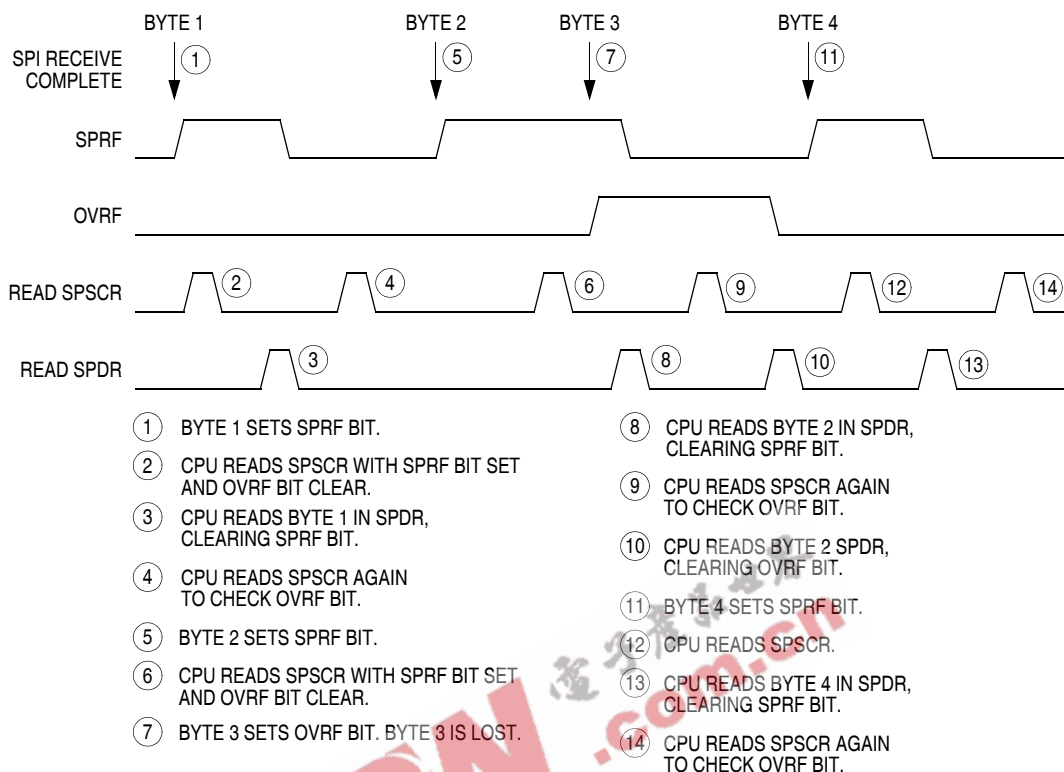 BYTE 1
BYTE 2
BYTE 3
BYTE 4
SPI RECEIVE
COMPLETE
1
5
7
11
SPRF
OVRF
READ SPSCR
2
4
6
9
12
14
READ SPDR
3
8
10
13
1 BYTE 1 SETS SPRF BIT.
2 CPU READS SPSCR WITH SPRF BIT SET
AND OVRF BIT CLEAR.
3 CPU READS BYTE 1 IN SPDR,
CLEARING SPRF BIT.
4 CPU READS SPSCR AGAIN
TO CHECK OVRF BIT.
5 BYTE 2 SETS SPRF BIT.
6 CPU READS SPSCR WITH SPRF BIT SET
AND OVRF BIT CLEAR.
7 BYTE 3 SETS OVRF BIT. BYTE 3 IS LOST.
8 CPU READS BYTE 2 IN SPDR,
CLEARING SPRF BIT.
9 CPU READS SPSCR AGAIN
TO CHECK OVRF BIT.
10 CPU READS BYTE 2 SPDR,
CLEARING OVRF BIT.
11 BYTE 4 SETS SPRF BIT.
12 CPU READS SPSCR.
13 CPU READS BYTE 4 IN SPDR,
CLEARING SPRF BIT.
14 CPU READS SPSCR AGAIN
TO CHECK OVRF BIT.
.com.cn